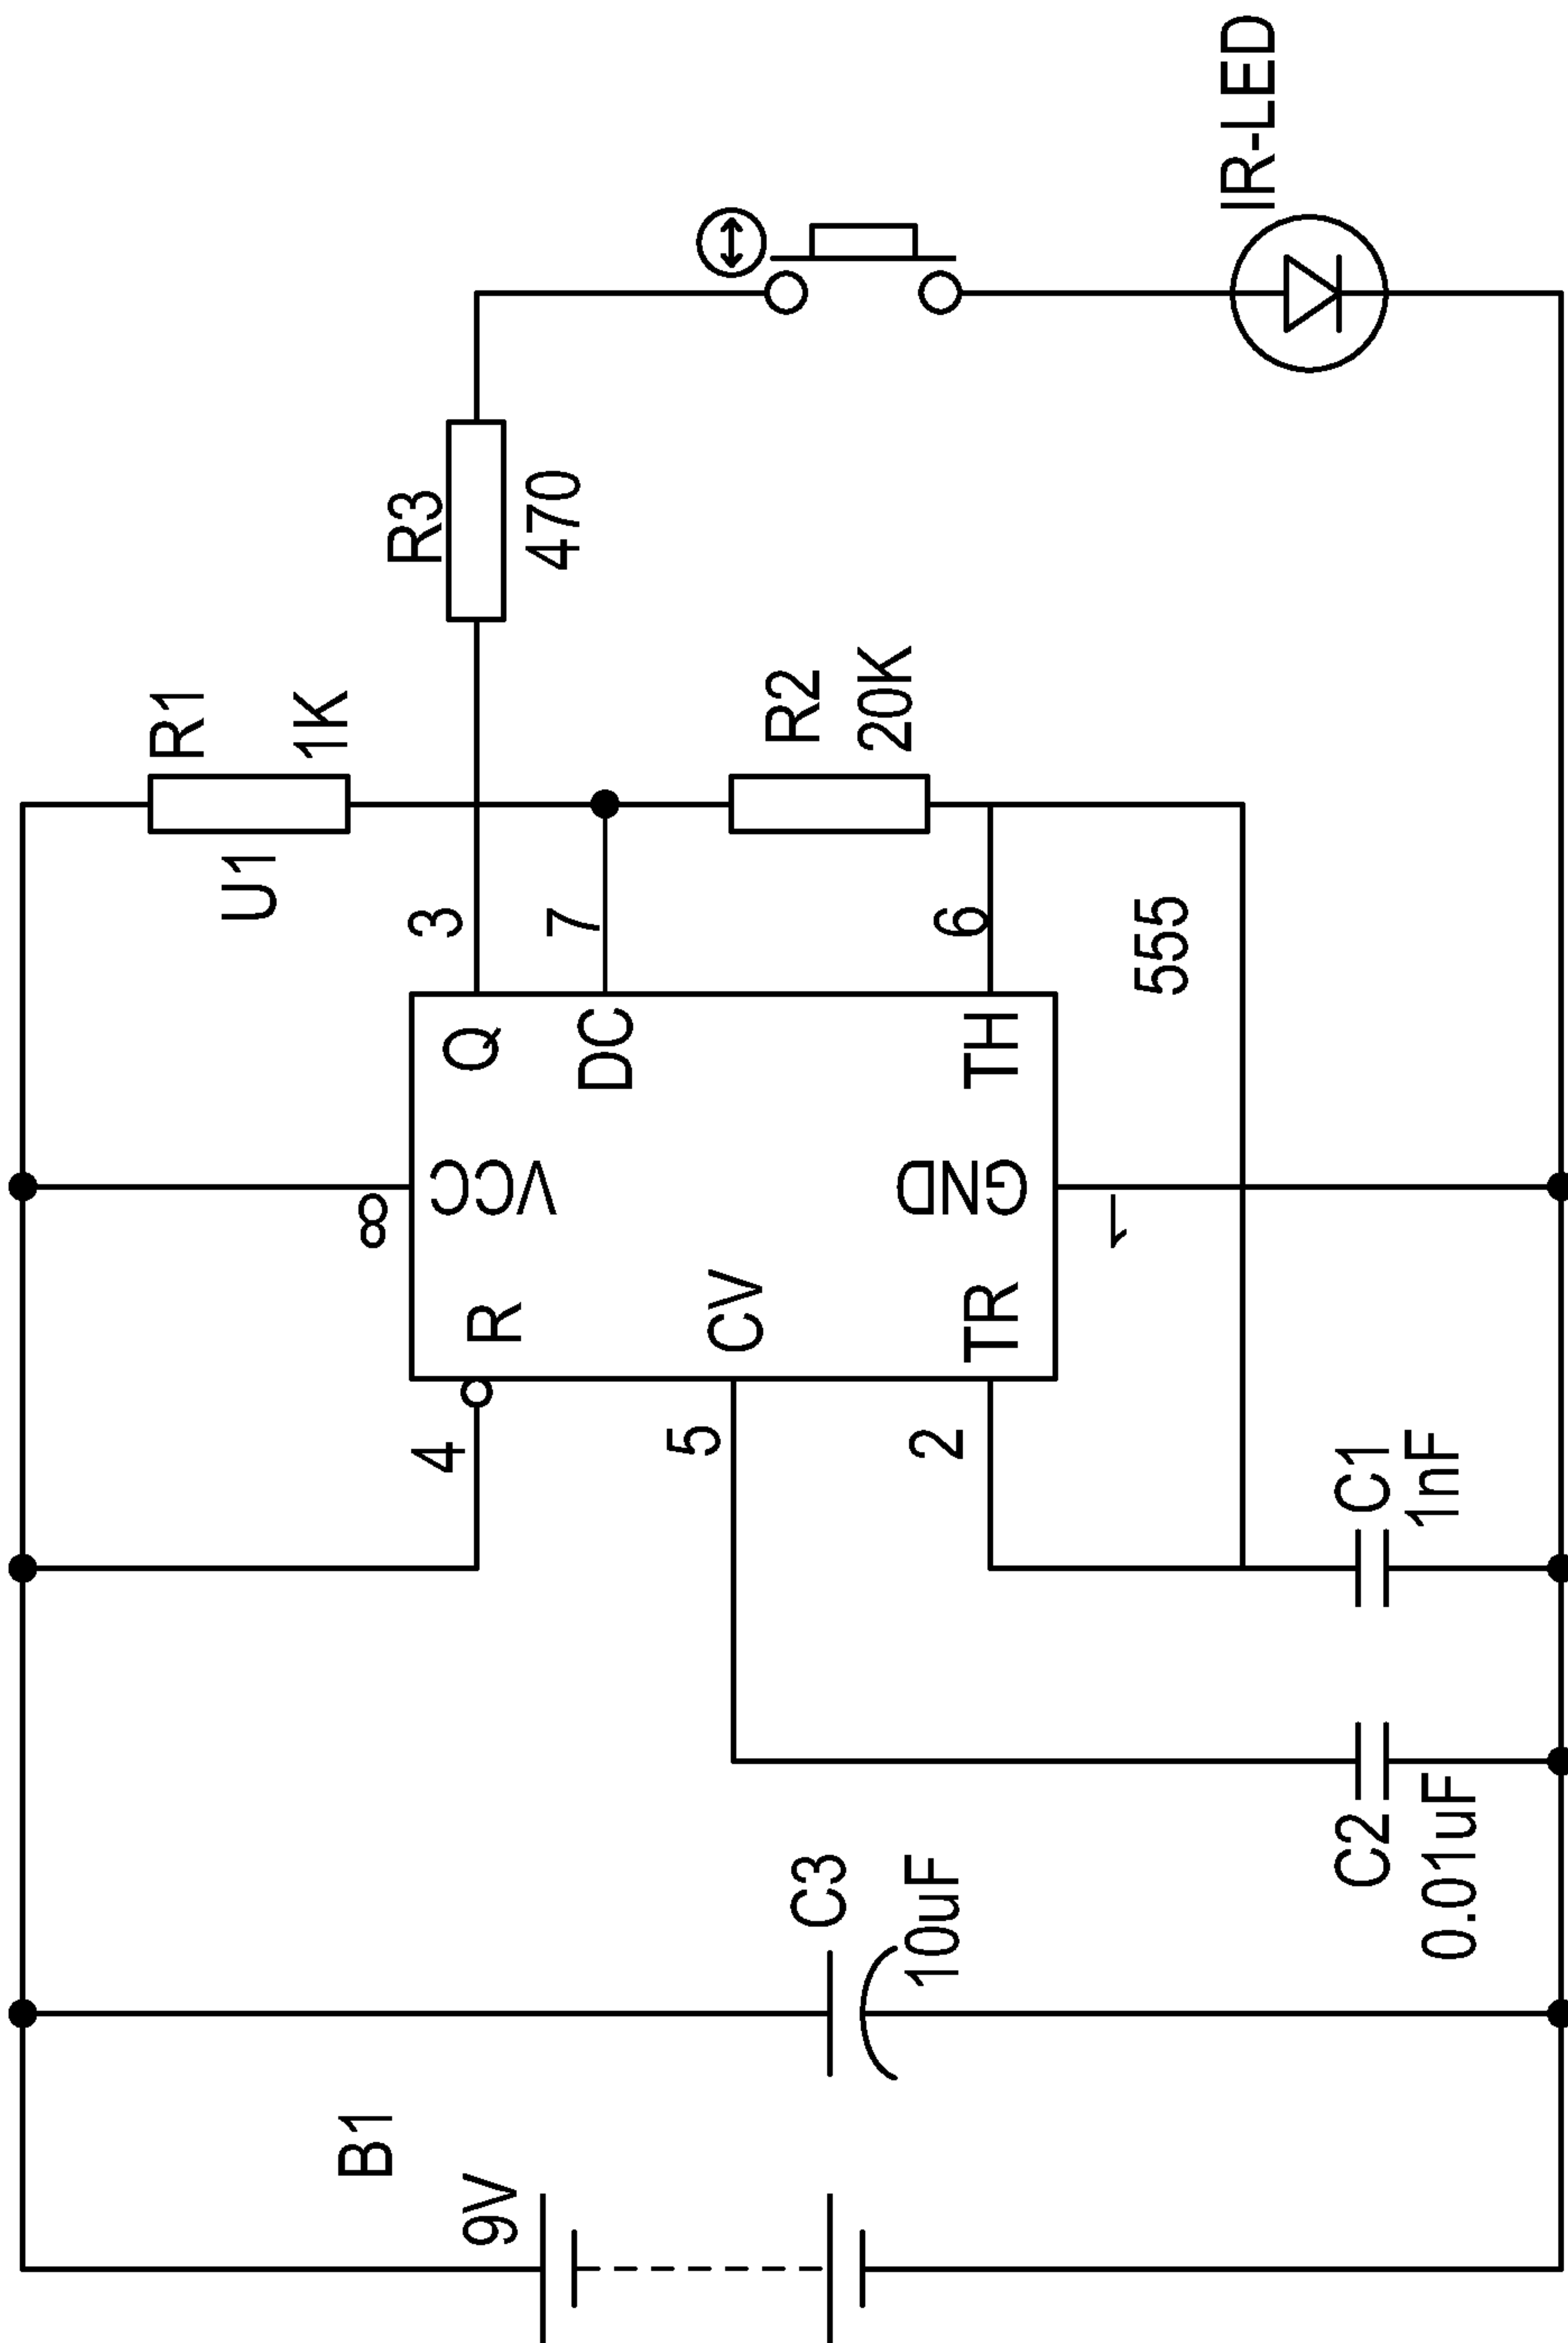 R1
1K
U1
R3
470
IR-LED
8
VCC
4
R
Q
3
DC
7
5
CV
R2
20K
2
TR
TH
6
GND
1
555
B1
9V
C3
10uF
C2
0.01uF
C1
1nF